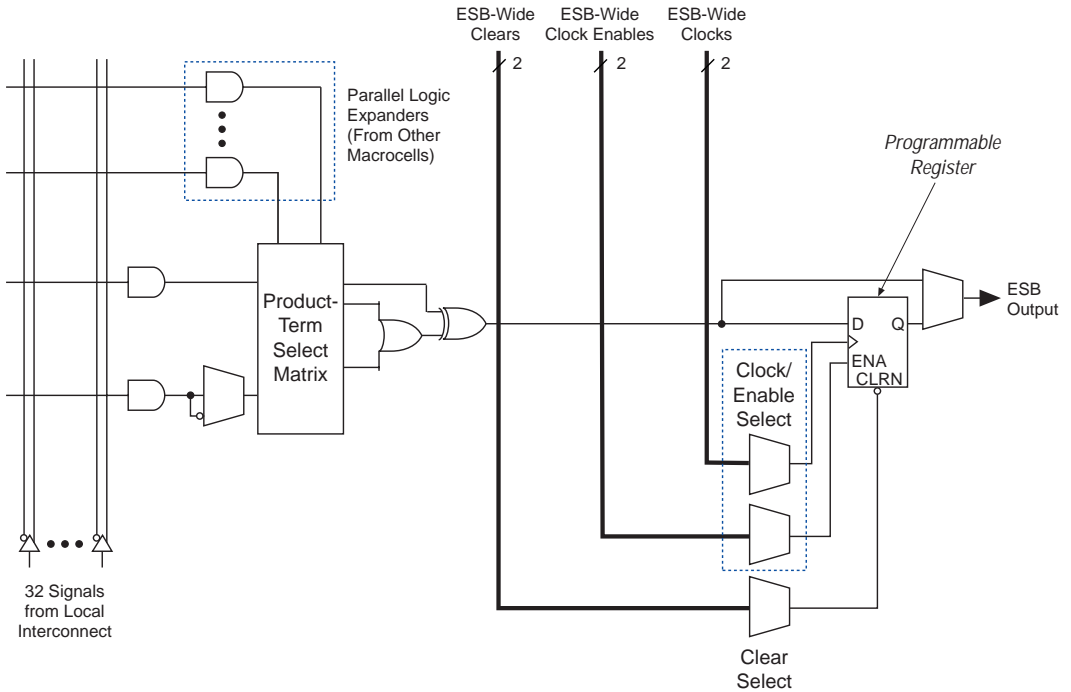 ESB-Wide
Clears
ESB-Wide
Clock Enables
ESB-Wide
Clocks
2
2
2
Parallel Logic
Expanders
(From Other
Macrocells)
Programmable
Register
Product-
Term
Select
Matrix
ESB
Output
D
Q
ENA
CLRN
Clock/
Enable
Select
32 Signals
from Local
Interconnect
Clear
Select